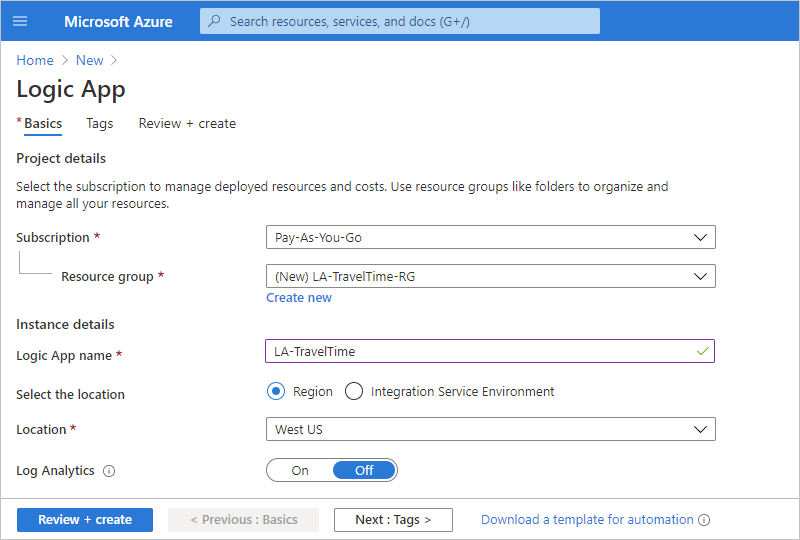 Microsoft Azure
Search resources, services, and docs (G+/)
Home > New >
Logic App
* Basics Tags Review + create
Project details
Select the subscription to manage deployed resources and costs. Use resource groups like folders to organize and
manage all your resources.
Subscription * Pay-As-You-Go
Resource group * (New) LA-TravelTime-RG
Create new
Instance details
Logic App name * LA-TravelTime
Select the location Region Integration Service Environment
Location * West US
Log Analytics On Off
Review + create < Previous : Basics Next : Tags > Download a template for automation